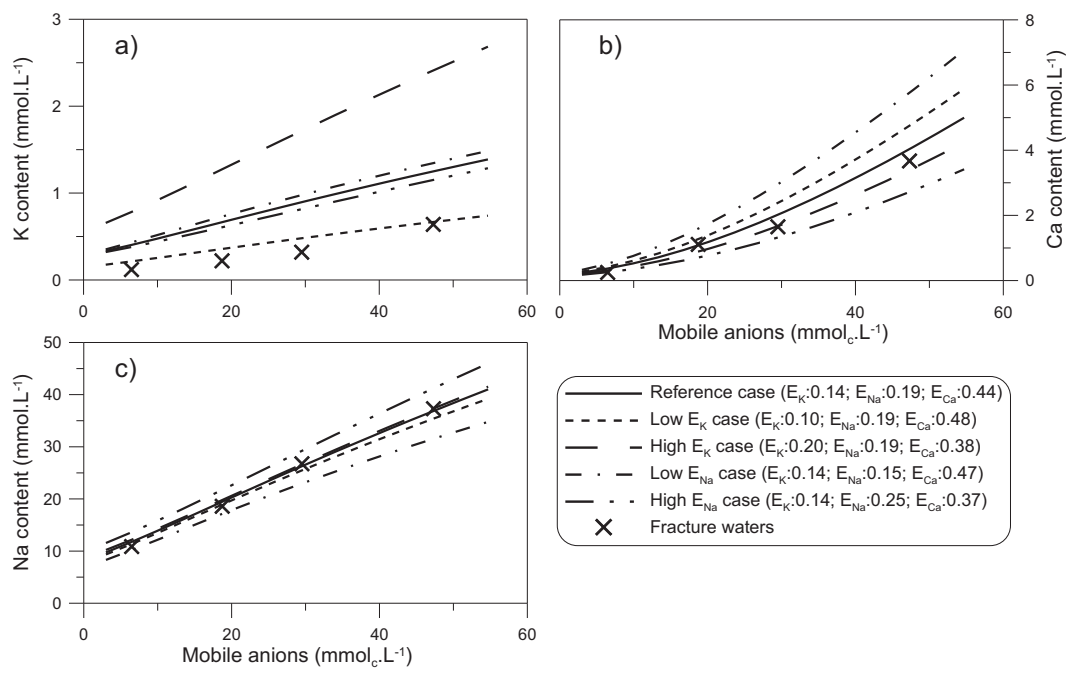 a)
K content (mmol.L-1)
3
2
1
0
0 20 40 60
b)
Ca content (mmol.L-1)
8
6
4
2
0
0 20 40 60
Mobile anions (mmolc.L-1)
c)
Na content (mmol.L-1)
50
40
30
20
10
0
0 20 40 60
Mobile anions (mmolc.L-1)
Reference case (EK:0.14; ENa:0.19; ECa:0.44)
Low EK case (EK:0.10; ENa:0.19; ECa:0.48)
High EK case (EK:0.20; ENa:0.19; ECa:0.38)
Low ENa case (EK:0.14; ENa:0.15; ECa:0.47)
High ENa case (EK:0.14; ENa:0.25; ECa:0.37)
Fracture waters